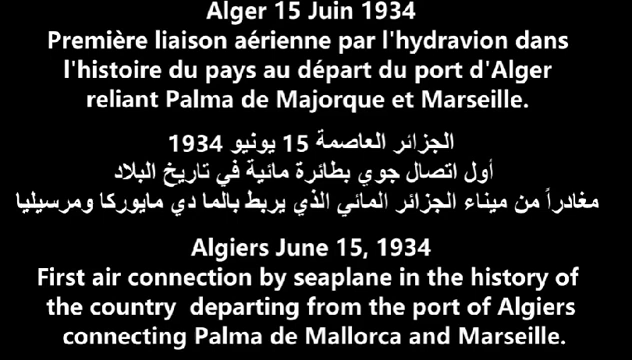 Alger 15 Juin 1934
Première liaison aérienne par l'hydravion dans
l'histoire du pays au départ du port d'Alger
reliant Palma de Majorque et Marseille.
الجزائر العاصمة 15 يونيو 1934
أول اتصال جوي بطائرة مائية في تاريخ البلاد
مغادراً من ميناء الجزائر المائي الذي يربط بالما دي مايوركا ومرسيليا
Algiers June 15, 1934
First air connection by seaplane in the history of
the country departing from the port of Algiers
connecting Palma de Mallorca and Marseille.